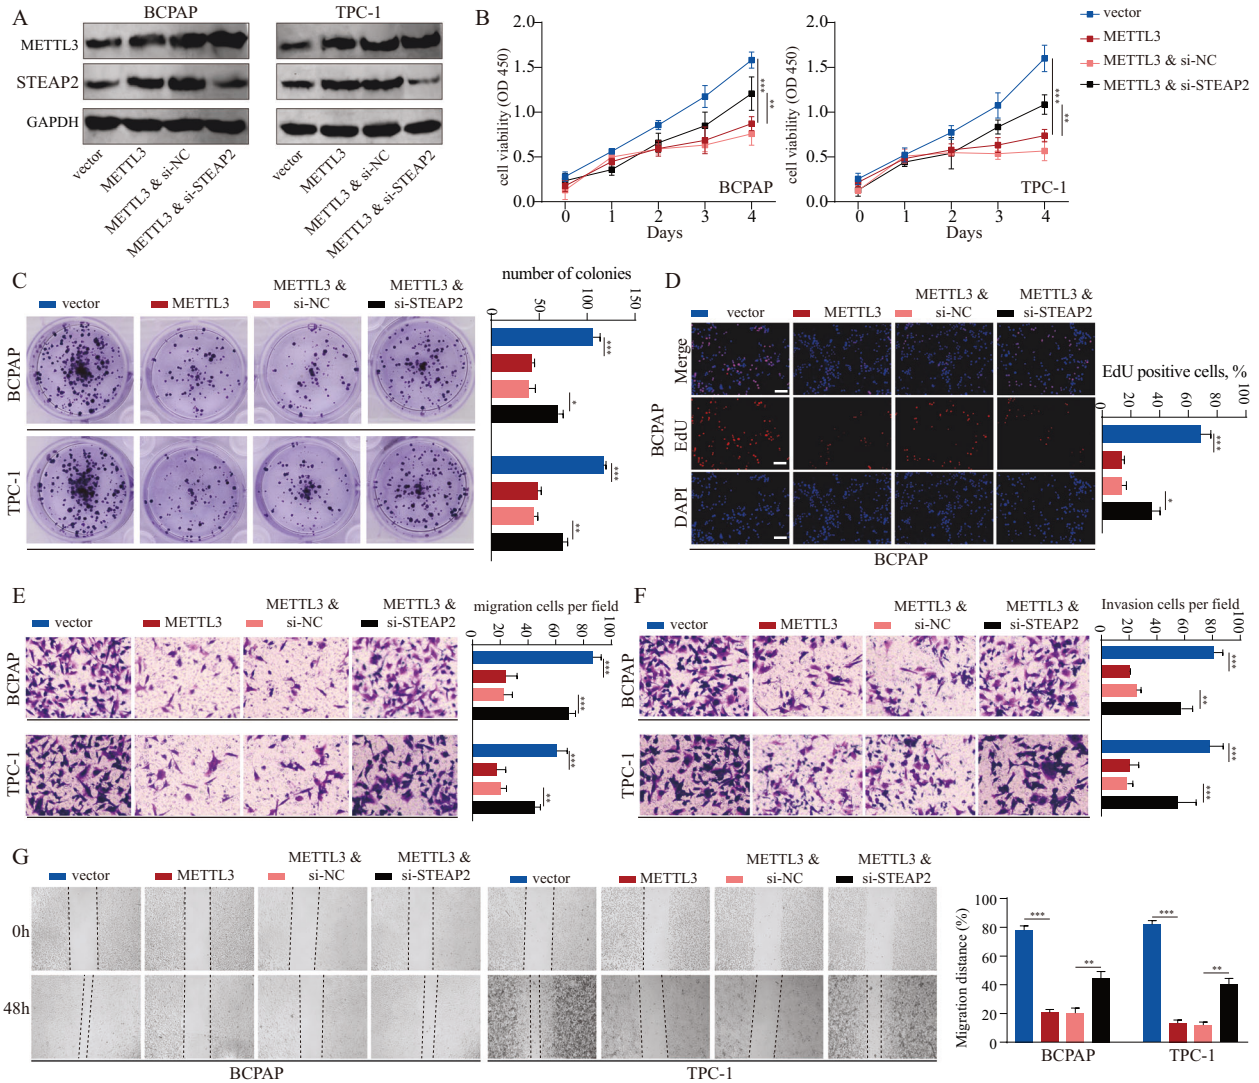 A
BCPAP
TPC-1
METTL3
STEAP2
GAPDH
vector
METTL3
METTL3 & si-NC
METTL3 & si-STEAP2
vector
METTL3
METTL3 & si-NC
METTL3 & si-STEAP2
B
cell viability (OD 450)
2.0
1.5
1.0
0.5
0.0
0 1 2 3 4
Days
BCPAP
***
**
cell viability (OD 450)
2.0
1.5
1.0
0.5
0.0
0 1 2 3 4
Days
TPC-1
***
**
vector
METTL3
METTL3 & si-NC
METTL3 & si-STEAP2
C
vector
METTL3
METTL3 &
si-NC
METTL3 &
si-STEAP2
BCPAP
TPC-1
number of colonies
0 50 100 150
***
*
***
**
D
vector
METTL3
METTL3 &
si-NC
METTL3 &
si-STEAP2
Merge
EdU
DAPI
BCPAP
BCPAP
EdU positive cells, %
0 20 40 60 80 100
***
*
E
vector
METTL3
METTL3 &
si-NC
METTL3 &
si-STEAP2
BCPAP
TPC-1
migration cells per field
0 20 40 60 80 100
***
***
***
**
F
vector
METTL3
METTL3 &
si-NC
METTL3 &
si-STEAP2
BCPAP
TPC-1
Invasion cells per field
0 20 40 60 80 100
***
**
***
***
G
vector
METTL3
METTL3 &
si-NC
METTL3 &
si-STEAP2
vector
METTL3
METTL3 &
si-NC
METTL3 &
si-STEAP2
0h
48h
BCPAP
TPC-1
Migration distance (%)
100
80
60
40
20
0
***
**
***
**
BCPAP
TPC-1